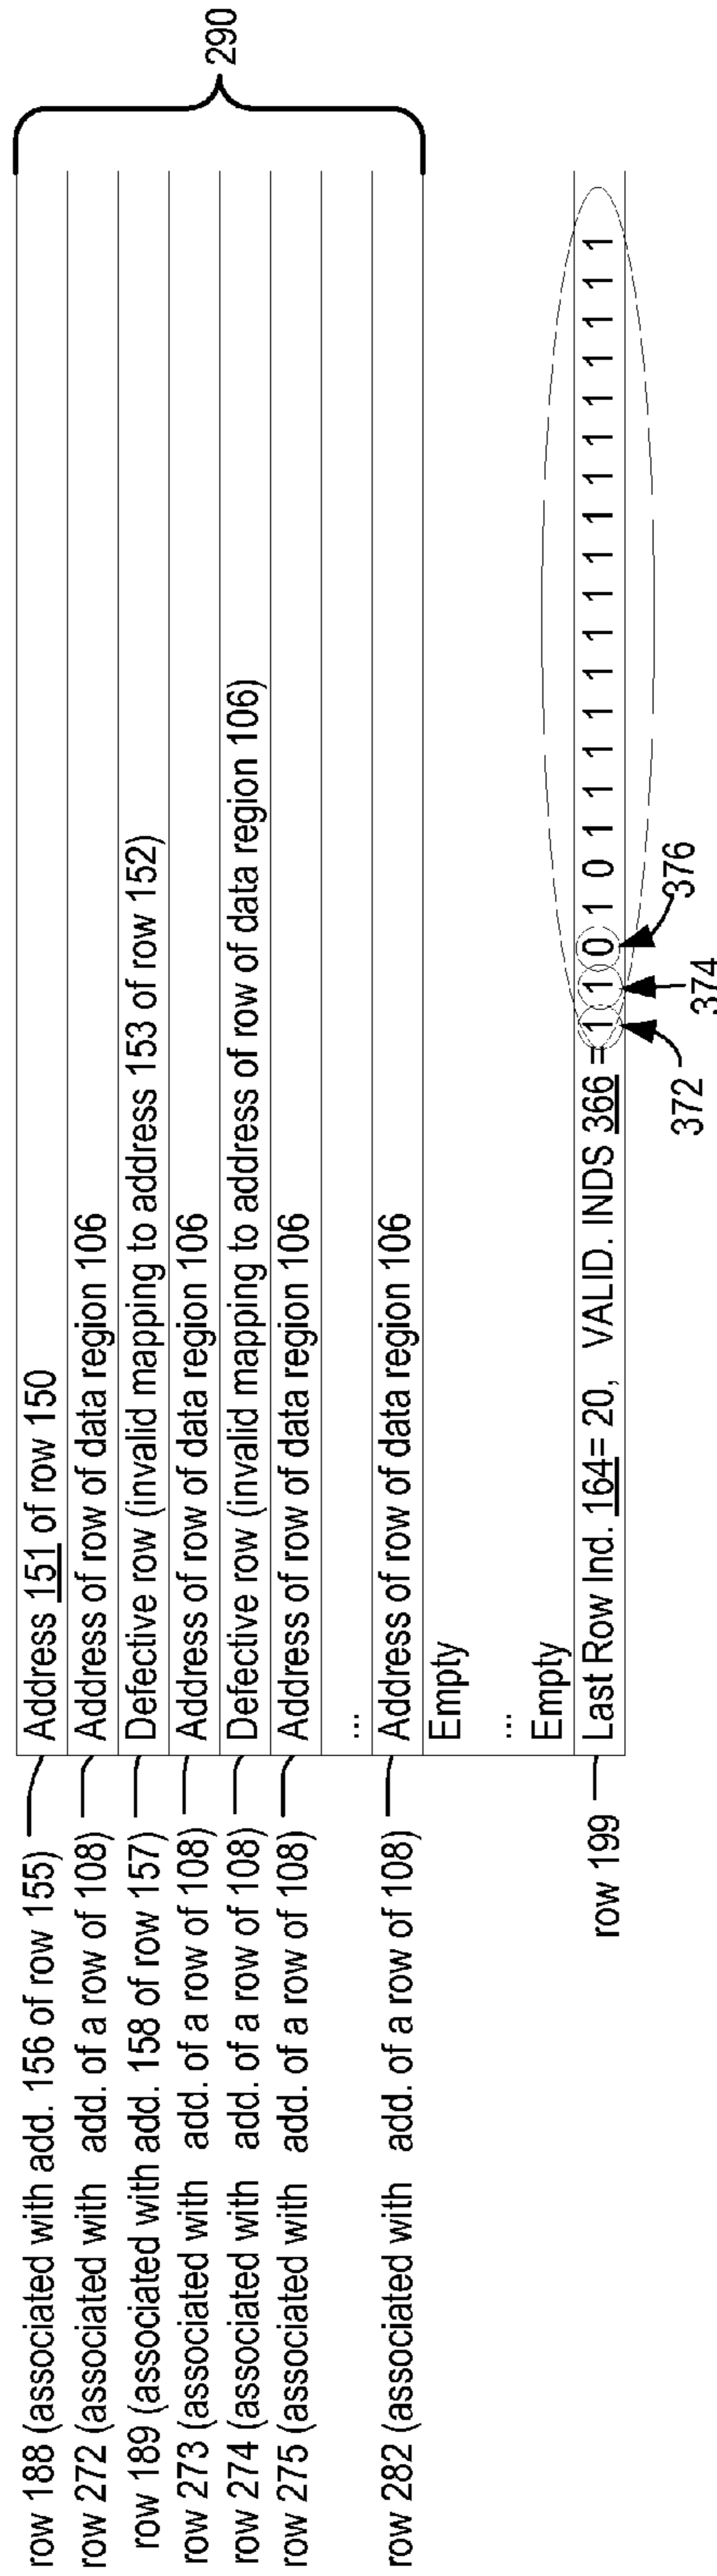 row 188 (associated with add. 156 of row 155) Address 151 of row 150
row 272 (associated with add. of a row of 108) Address of row of data region 106
row 189 (associated with add. 158 of row 157) Defective row (invalid mapping to address 153 of row 152)
row 273 (associated with add. of a row of 108) Address of row of data region 106
row 274 (associated with add. of a row of 108) Defective row (invalid mapping to address of row of data region 106)
row 275 (associated with add. of a row of 108) Address of row of data region 106
...
row 282 (associated with add. of a row of 108) Address of row of data region 106
290
Empty
...
Empty
row 199 Last Row Ind. 164= 20, VALID. INDS 366 = 1 1 0 1 0 1 1 1 1 1 1 1 1 1 1 1 1 1 1 1
372 374 376